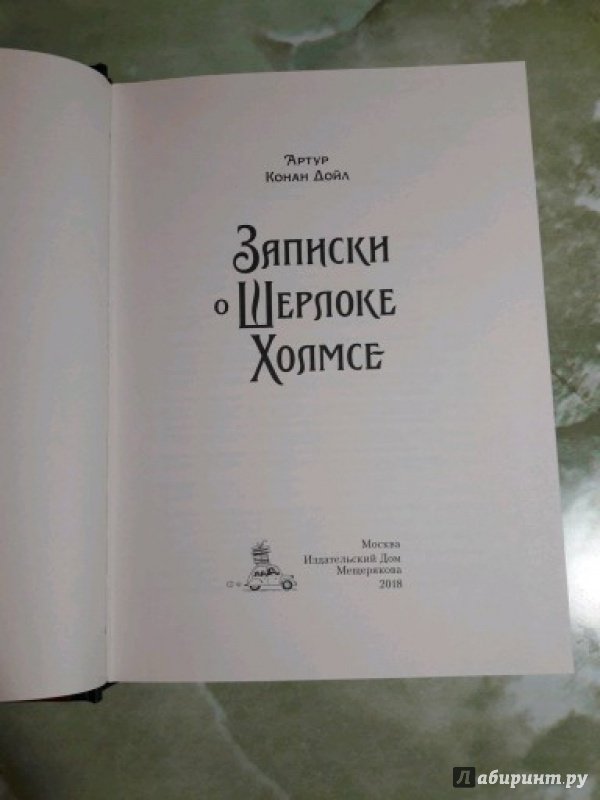 Артур
Конан Дойл
Записки
о Шерлоке
Холмсе
Москва
Издательский Дом
Мещерякова
2018
лабиринт.ру